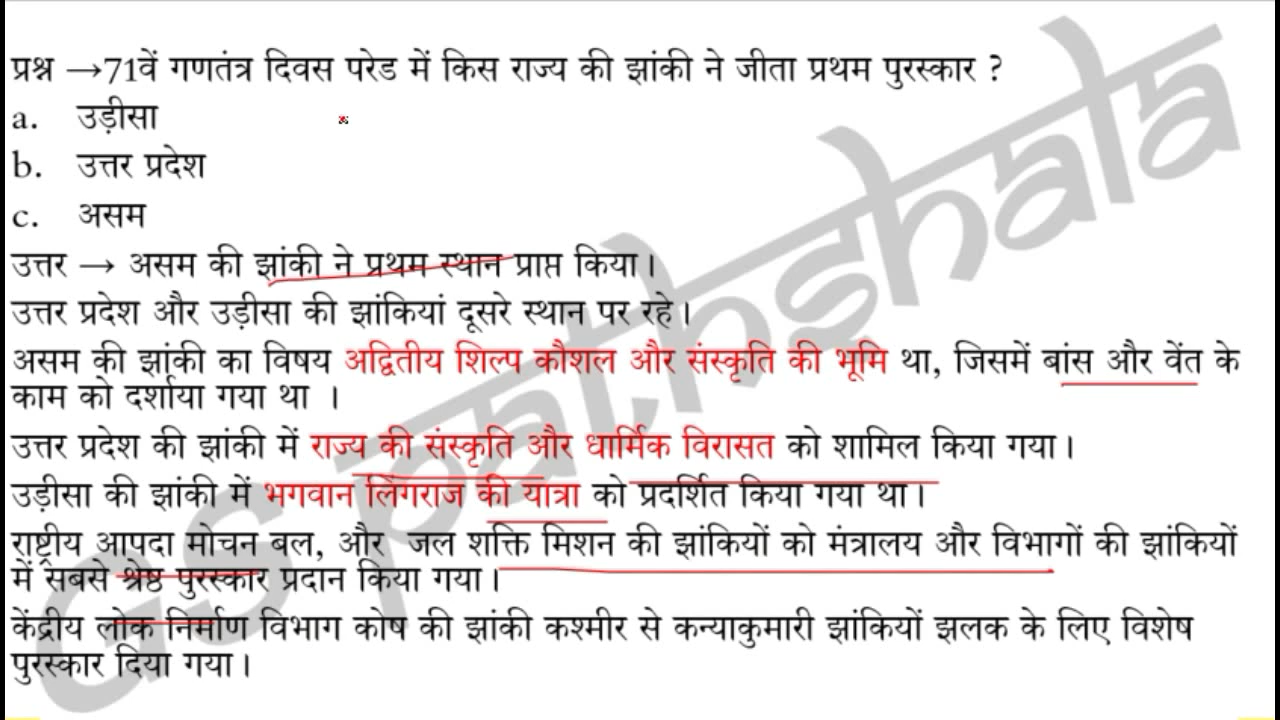 प्रश्न →71वें गणतंत्र दिवस परेड में किस राज्य की झांकी ने जीता प्रथम पुरस्कार ?
a. उड़ीसा
b. उत्तर प्रदेश
c. असम
उत्तर → असम की झांकी ने प्रथम स्थान प्राप्त किया।
उत्तर प्रदेश और उड़ीसा की झांकियां दूसरे स्थान पर रहे।
असम की झांकी का विषय अद्वितीय शिल्प कौशल और संस्कृति की भूमि था, जिसमें बांस और वेंत के
काम को दर्शाया गया था ।
उत्तर प्रदेश की झांकी में राज्य की संस्कृति और धार्मिक विरासत को शामिल किया गया।
उड़ीसा की झांकी में भगवान लिंगराज की यात्रा को प्रदर्शित किया गया था।
राष्ट्रीय आपदा मोचन बल, और जल शक्ति मिशन की झांकियों को मंत्रालय और विभागों की झांकियों
में सबसे श्रेष्ठ पुरस्कार प्रदान किया गया।
केंद्रीय लोक निर्माण विभाग कोष की झांकी कश्मीर से कन्याकुमारी झांकियों झलक के लिए विशेष
पुरस्कार दिया गया।
GS pathshala